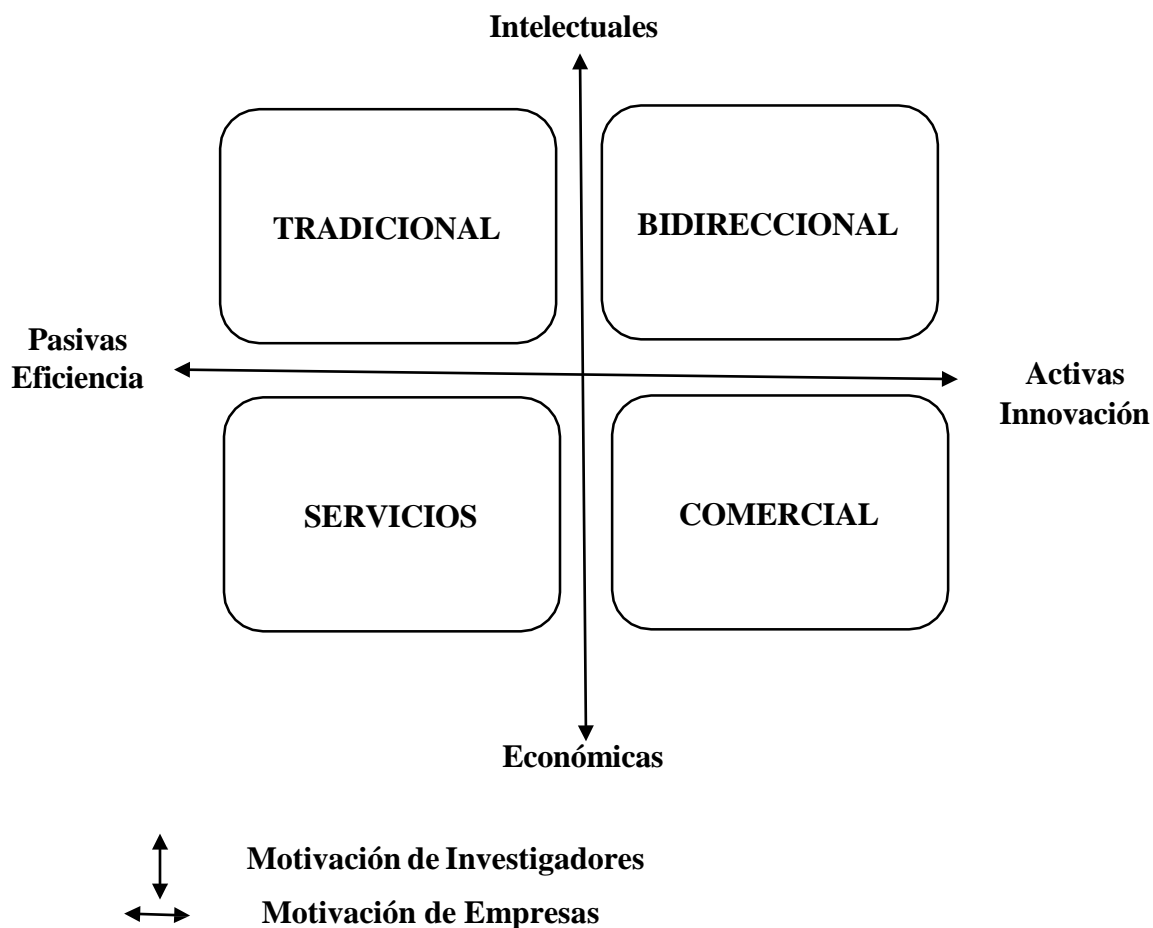 Intelectuales
TRADICIONAL
BIDIRECCIONAL
Pasivas
Eficiencia
Activas
Innovación
SERVICIOS
COMERCIAL
Económicas
Motivación de Investigadores
Motivación de Empresas